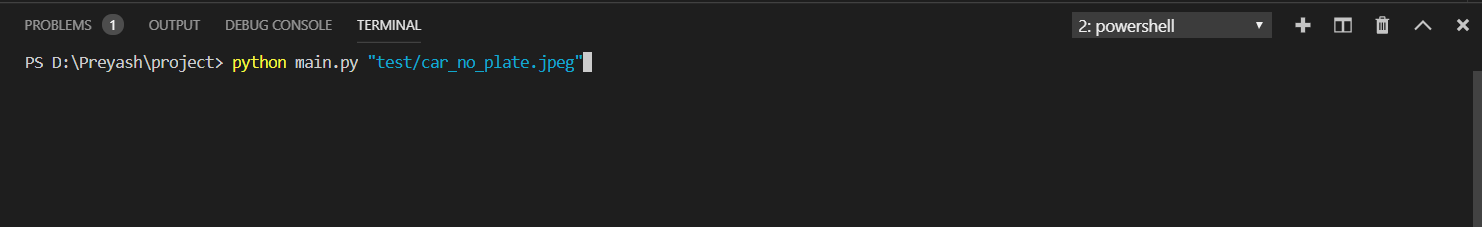 PROBLEMS 1 OUTPUT DEBUG CONSOLE TERMINAL 2: powershell
PS D:\Preyash\project> python main.py "test/car_no_plate.jpeg"